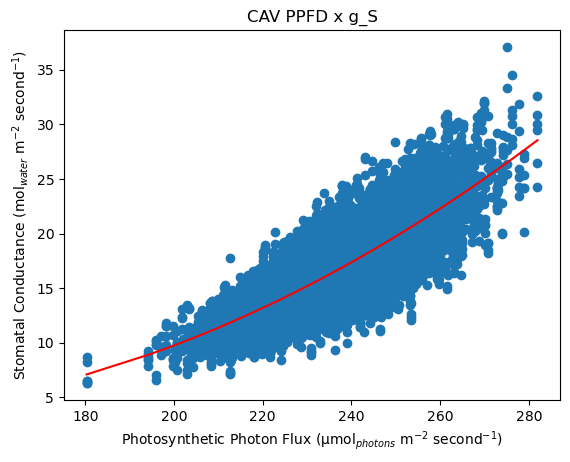 CAV PPFD x g_S
35
30
25
20
15
10
5
Stomatal Conductance (mol_water m⁻² second⁻¹)
180 200 220 240 260 280
Photosynthetic Photon Flux (μmol_photons m⁻² second⁻¹)